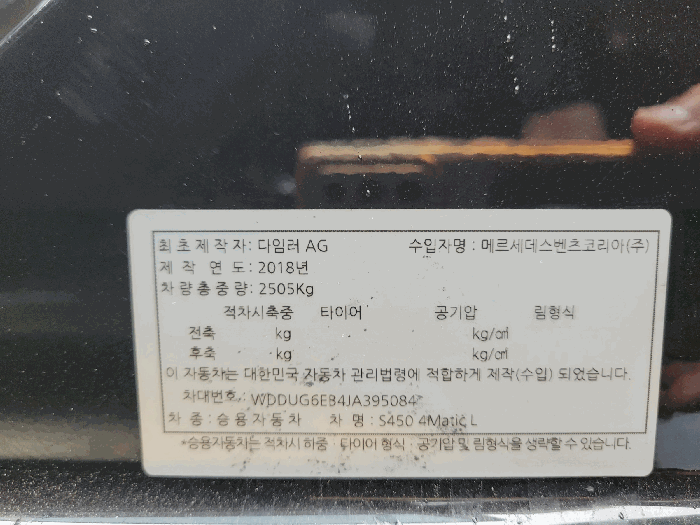 최초제작자: 다임러 AG 수입자명 : 메르세데스벤츠코리아(주)
제작 연도: 2018년
차량총중량: 2505Kg
적차시축중 타이어 공기압 림형식
전축 kg kg/㎠
후축 kg kg/㎠
이 자동차는 대한민국 자동차 관리법령에 적합하게 제작(수입) 되었습니다.
차대번호: WDDUG6EB4JA395084
차 종: 승용자동차 차 명 : S450 4Matic L
*승용자동차는 적차시 하중 · 타이어 형식 · 공기압 및 림형식을 생략할 수 있습니다.